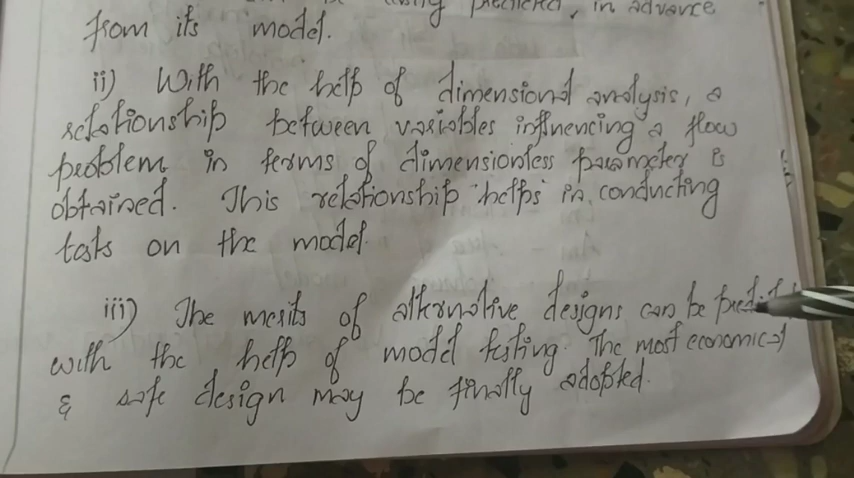 predicted, in advance
from its model.
ii) With the help of dimensional analysis, a
relationship between variables influencing a flow
problem in terms of dimensionless parameter is
obtained. This relationship helps in conducting
tests on the model.
iii) The merits of alternative designs can be
with the help of model testing. The most economical
& safe design may be finally adopted.